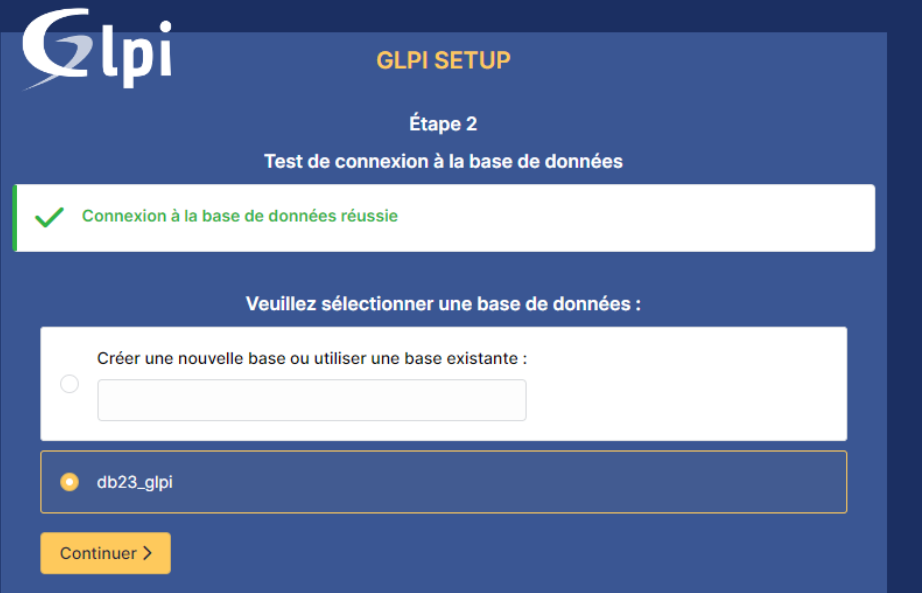 Glpi
GLPI SETUP
Étape 2
Test de connexion à la base de données
Connexion à la base de données réussie
Veuillez sélectionner une base de données :
Créer une nouvelle base ou utiliser une base existante :
db23_glpi
Continuer